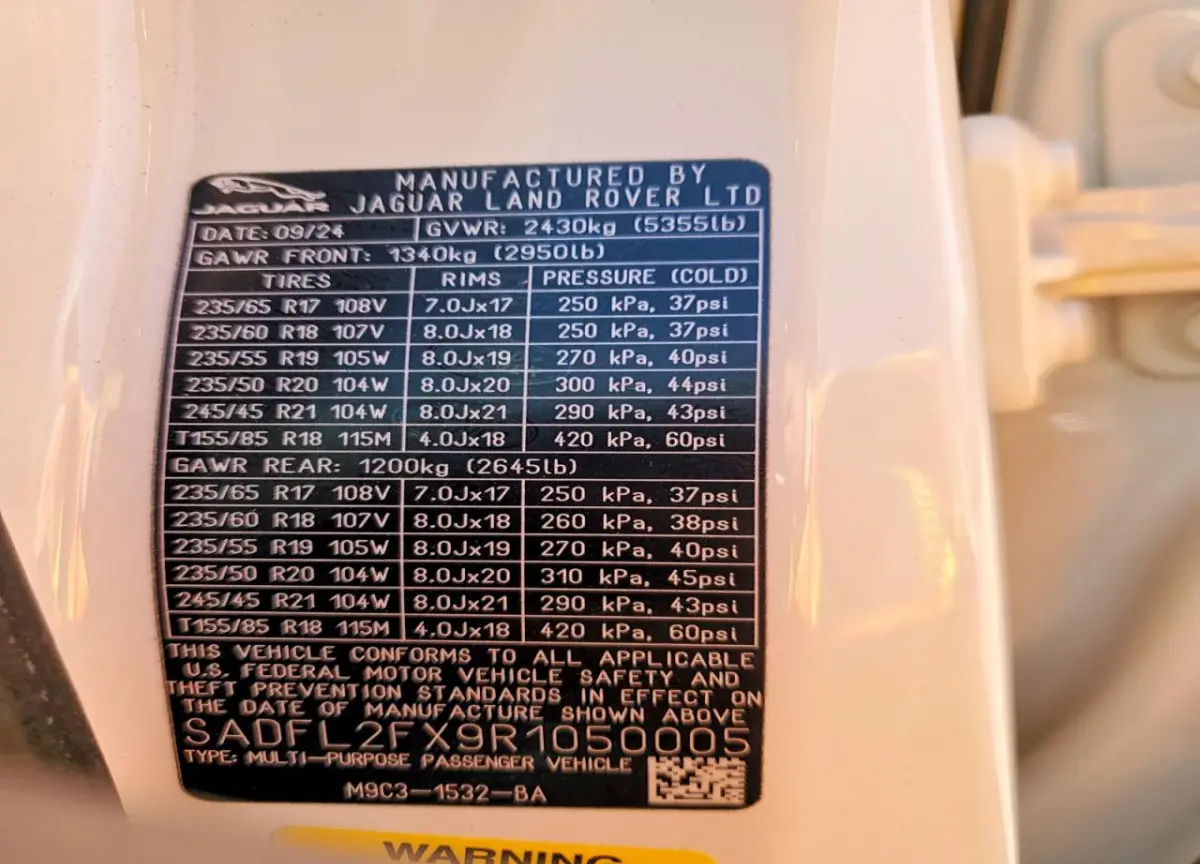 MANUFACTURED BY
JAGUAR JAGUAR LAND ROVER LTD
DATE: 09/24 GVWR: 2430kg (5355lb)
GAWR FRONT: 1340kg (2950lb)
TIRES RIMS PRESSURE (COLD)
235/65 R17 108V 7.0Jx17 250 kPa, 37psi
235/60 R18 107V 8.0Jx18 250 kPa, 37psi
235/55 R19 105W 8.0Jx19 270 kPa, 40psi
235/50 R20 104W 8.0Jx20 300 kPa, 44psi
245/45 R21 104W 8.0Jx21 290 kPa, 43psi
T155/85 R18 115M 4.0Jx18 420 kPa, 60psi
GAWR REAR: 1200kg (2645lb)
235/65 R17 108V 7.0Jx17 250 kPa, 37psi
235/60 R18 107V 8.0Jx18 260 kPa, 38psi
235/55 R19 105W 8.0Jx19 270 kPa, 40psi
235/50 R20 104W 8.0Jx20 310 kPa, 45psi
245/45 R21 104W 8.0Jx21 290 kPa, 43psi
T155/85 R18 115M 4.0Jx18 420 kPa, 60psi
THIS VEHICLE CONFORMS TO ALL APPLICABLE
U.S. FEDERAL MOTOR VEHICLE SAFETY AND
THEFT PREVENTION STANDARDS IN EFFECT ON
THE DATE OF MANUFACTURE SHOWN ABOVE
SADFL2FX9R1050005
TYPE: MULTI-PURPOSE PASSENGER VEHICLE
M9C3-1532-BA
WARNING